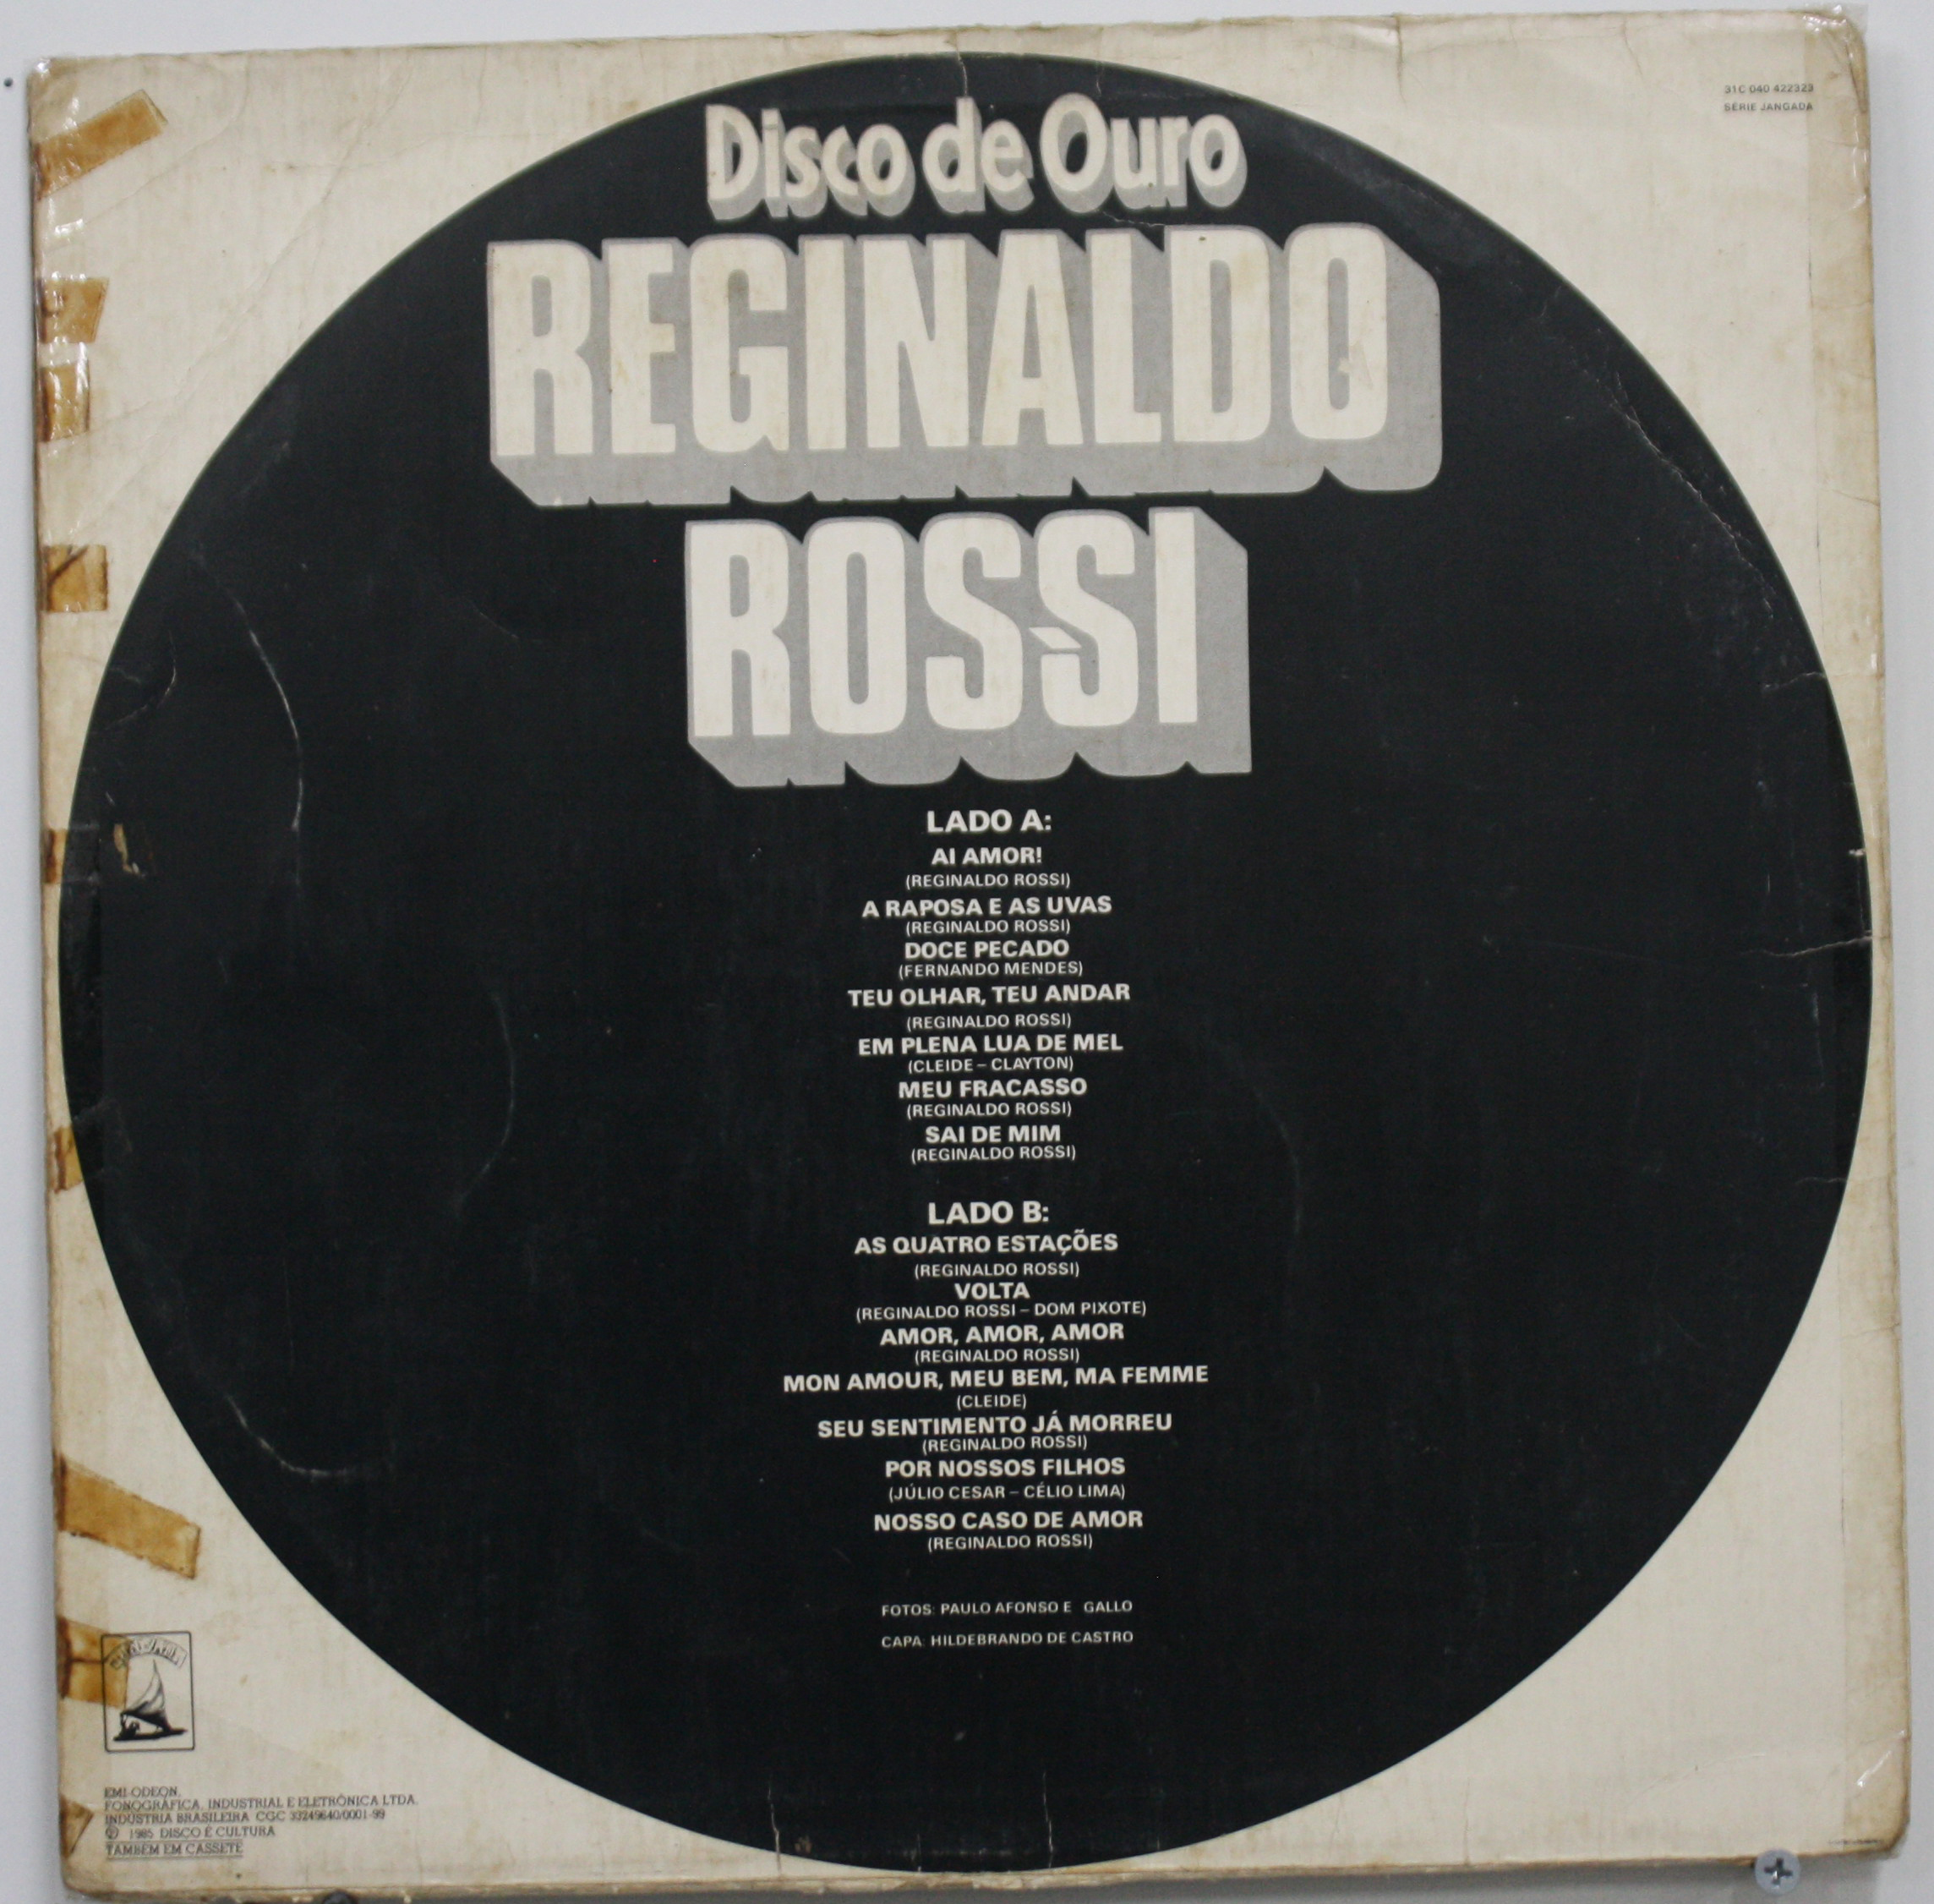 31C 040 422323
SÉRIE JANGADA
Disco de Ouro
REGINALDO
ROSSI
LADO A:
AI AMOR!
(REGINALDO ROSSI)
A RAPOSA E AS UVAS
(REGINALDO ROSSI)
DOCE PECADO
(FERNANDO MENDES)
TEU OLHAR, TEU ANDAR
(REGINALDO ROSSI)
EM PLENA LUA DE MEL
(CLEIDE – CLAYTON)
MEU FRACASSO
(REGINALDO ROSSI)
SAI DE MIM
(REGINALDO ROSSI)
LADO B:
AS QUATRO ESTAÇÕES
(REGINALDO ROSSI)
VOLTA
(REGINALDO ROSSI – DOM PIXOTE)
AMOR, AMOR, AMOR
(REGINALDO ROSSI)
MON AMOUR, MEU BEM, MA FEMME
(CLEIDE)
SEU SENTIMENTO JÁ MORREU
(REGINALDO ROSSI)
POR NOSSOS FILHOS
(JÚLIO CESAR – CÉLIO LIMA)
NOSSO CASO DE AMOR
(REGINALDO ROSSI)
FOTOS: PAULO AFONSO E GALLO
CAPA: HILDEBRANDO DE CASTRO
JANGADA
EMI-ODEON.
FONOGRÁFICA, INDUSTRIAL E ELETRÔNICA LTDA.
INDÚSTRIA BRASILEIRA CGC 33249640/0001-99
℗ 1985 DISCO É CULTURA
TAMBÉM EM CASSETE